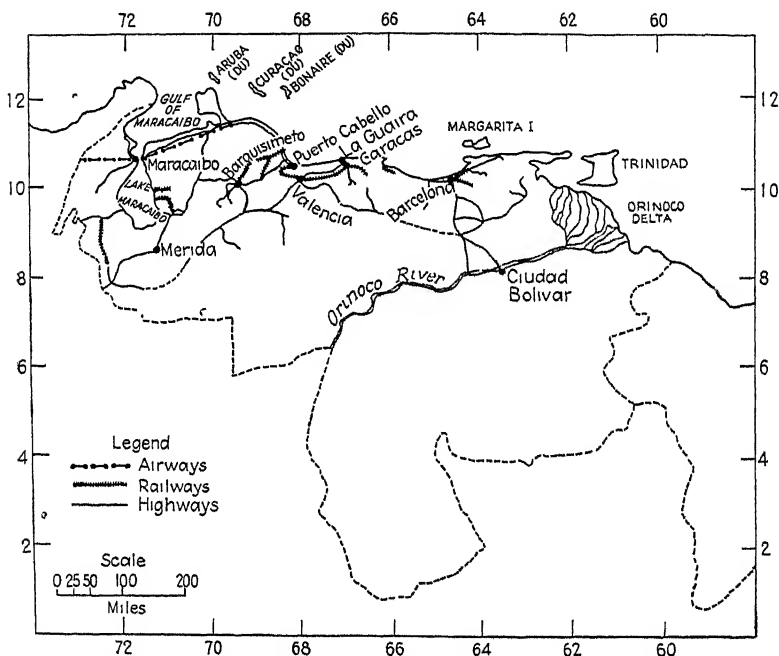 72 70 68 66 64 62 60
ARUBA
(DU)
CURACAO
(DU)
BONAIRE (DU)
12 12
GULF
OF
MARACAIBO
Maracaibo
Barquisimeto
Puerto Cabello
La Guaira
Caracas
MARGARITA I
TRINIDAD
10 10
LAKE
MARACAIBO
Valencia
Barcelona
ORINOCO
DELTA
Merida
8 8
Orinoco River
Ciudad
Bolivar
6 6
Legend
Airways
Railways
Highways
4 4
2 2
Scale
0 25 50 100 200
Miles
72 70 68 66 64 62 60